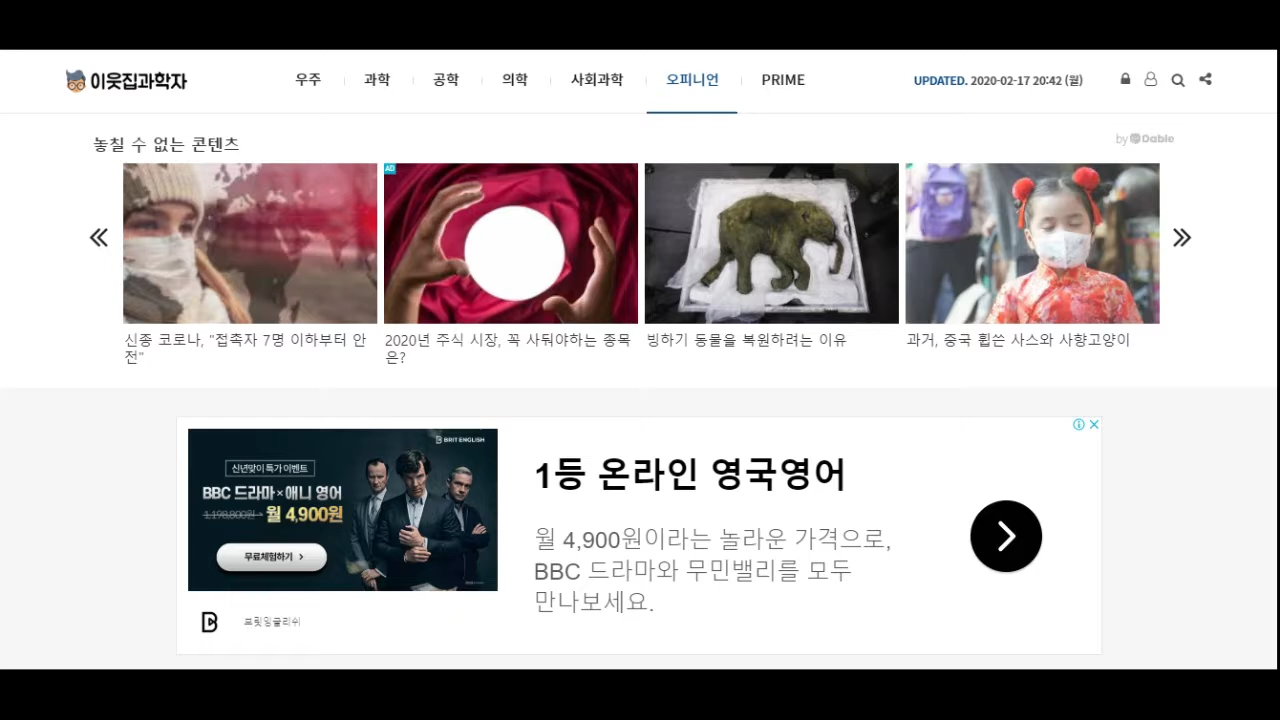 이웃집과학자
우주 과학 공학 의학 사회과학 오피니언 PRIME
UPDATED. 2020-02-17 20:42 (월)
놓칠 수 없는 콘텐츠
by Dable
AD
신종 코로나, "접촉자 7명 이하부터 안
전"
2020년 주식 시장, 꼭 사둬야하는 종목
은?
빙하기 동물을 복원하려는 이유
과거, 중국 휩쓴 사스와 사향고양이
BRIT ENGLISH
신년맞이 특가 이벤트
BBC 드라마×애니 영어
1,198,800원→ 월 4,900원
무료체험하기 >
브릿잉글리쉬
1등 온라인 영국영어
월 4,900원이라는 놀라운 가격으로,
BBC 드라마와 무민밸리를 모두
만나보세요.